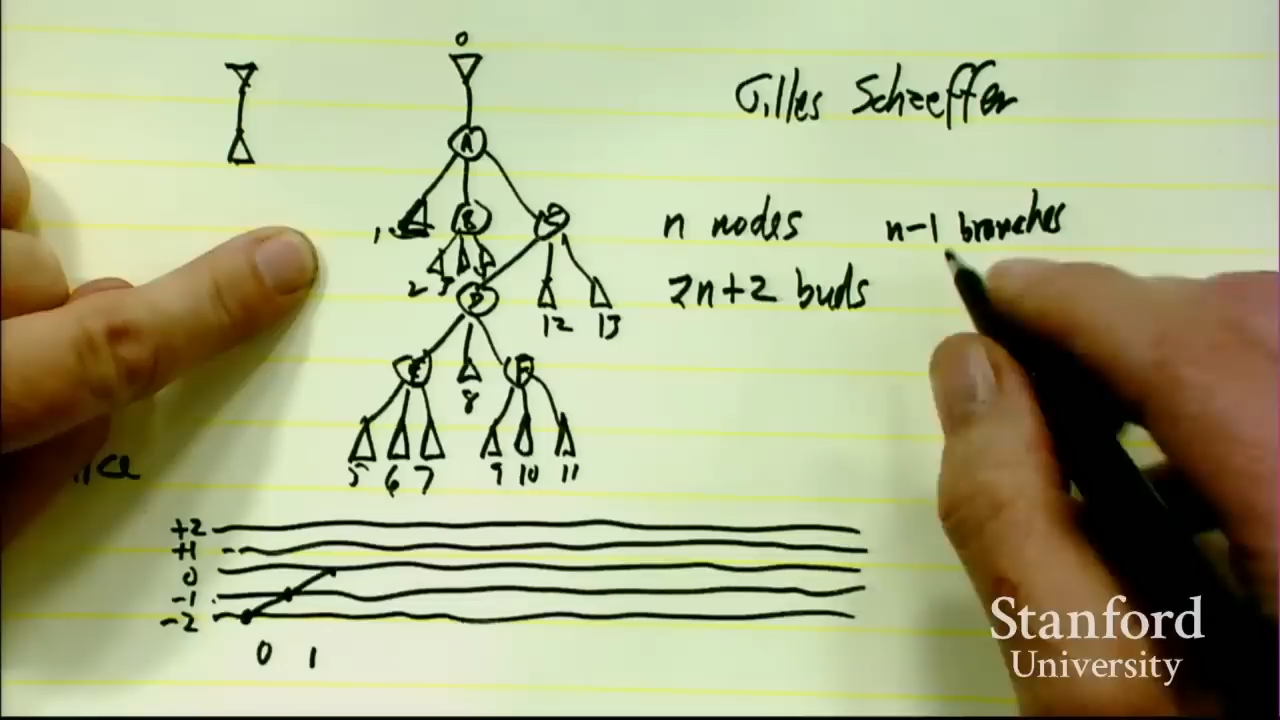 0
Gilles Schaeffer
A
1 B C
n nodes n-1 branches
2 3 4
D
2n+2 buds
12 13
E 8 F
5 6 7 9 10 11
+2
+1
0
-1
-2
0 1
Stanford
University